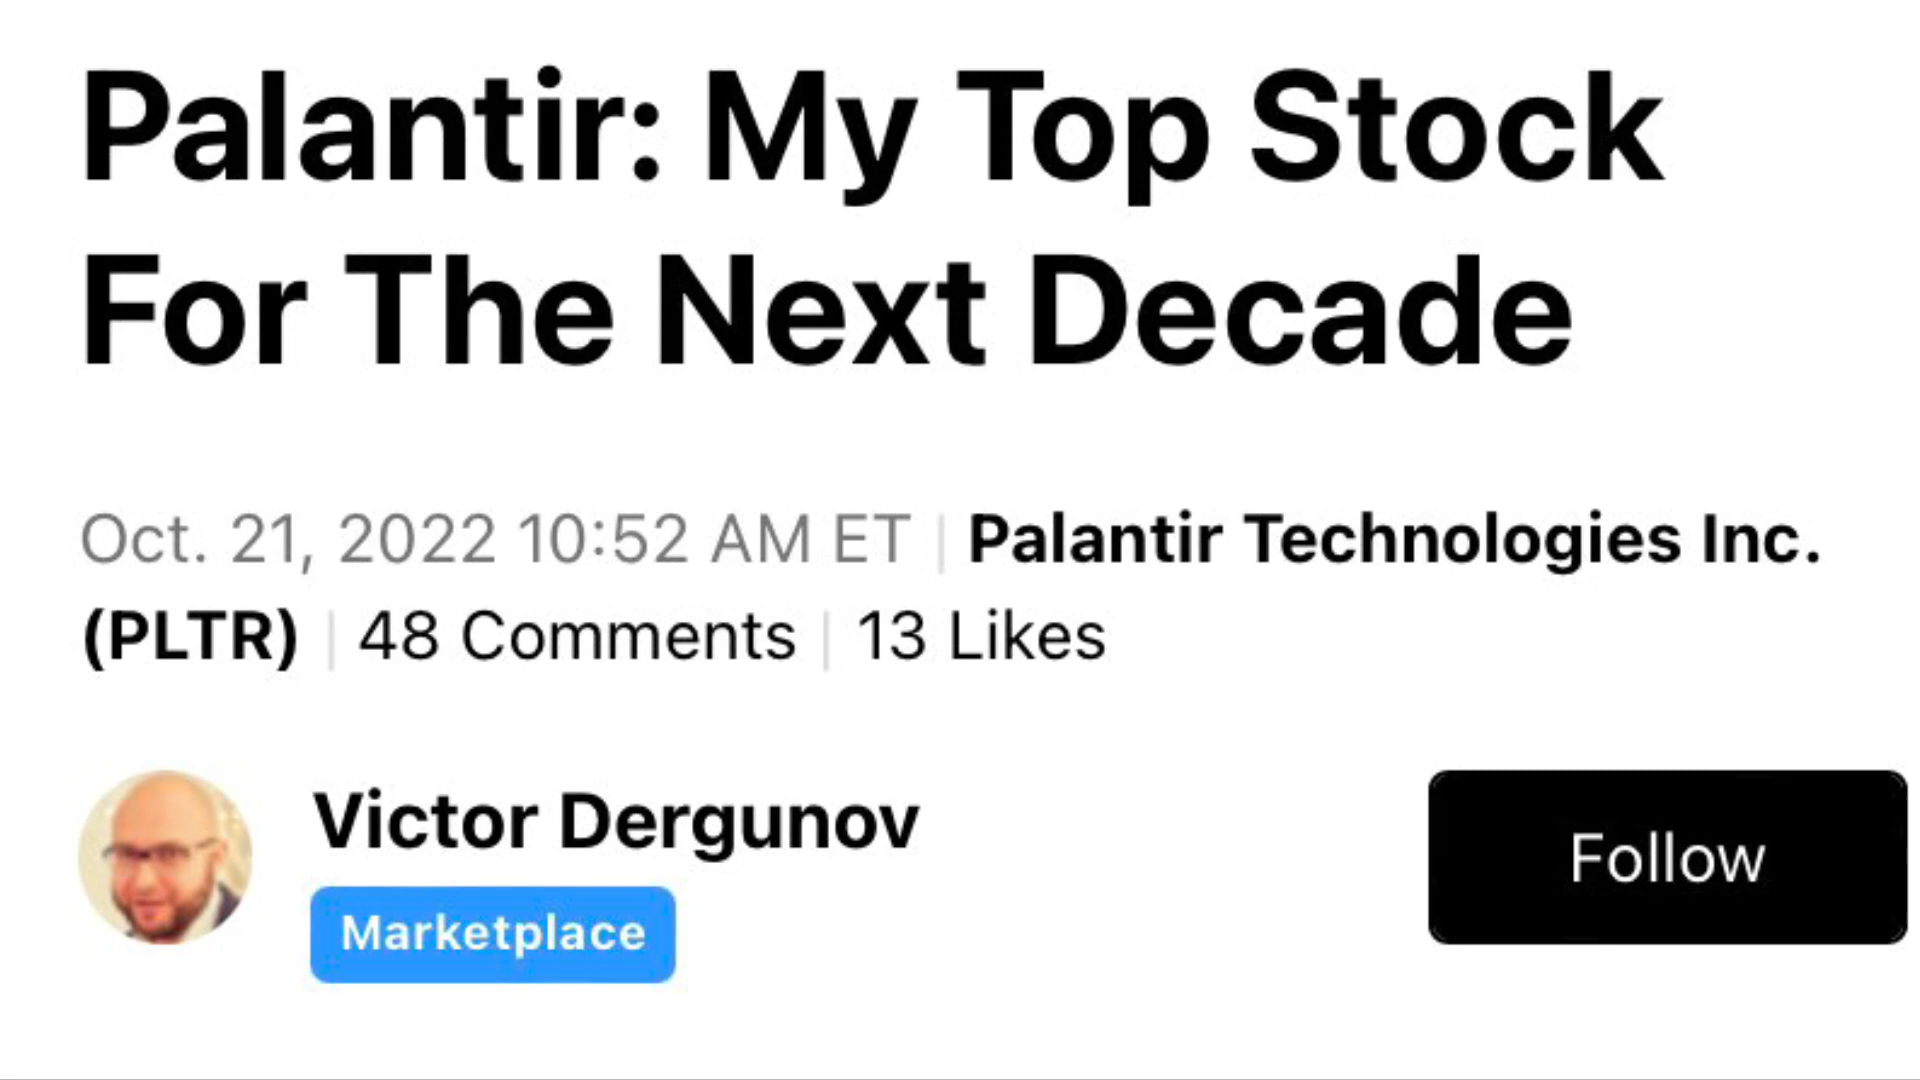 Palantir: My Top Stock
For The Next Decade
Oct. 21, 2022 10:52 AM ET | Palantir Technologies Inc.
(PLTR) | 48 Comments | 13 Likes
Victor Dergunov
Follow
Marketplace